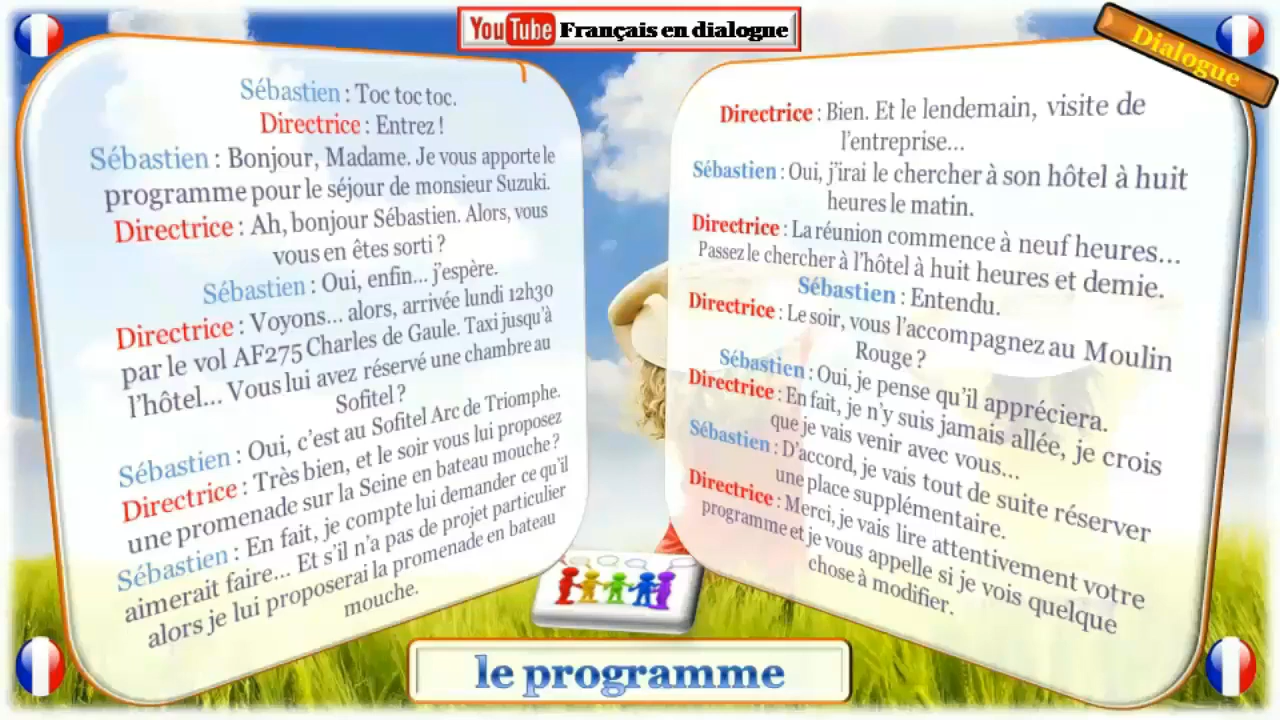 YouTube Français en dialogue
Dialogue
Sébastien : Toc toc toc.
Directrice : Entrez !
Sébastien : Bonjour, Madame. Je vous apporte le
programme pour le séjour de monsieur Suzuki.
Directrice : Ah, bonjour Sébastien. Alors, vous
vous en êtes sorti ?
Sébastien : Oui, enfin... j'espère.
Directrice : Voyons... alors, arrivée lundi 12h30
par le vol AF275 Charles de Gaule. Taxi jusqu'à
l'hôtel... Vous lui avez réservé une chambre au
Sofitel ?
Sébastien : Oui, c'est au Sofitel Arc de Triomphe.
Directrice : Très bien, et le soir vous lui proposez
une promenade sur la Seine en bateau mouche ?
Sébastien : En fait, je compte lui demander ce qu'il
aimerait faire... Et s'il n'a pas de projet particulier
alors je lui proposerai la promenade en bateau
mouche.
Directrice : Bien. Et le lendemain, visite de
l'entreprise...
Sébastien : Oui, j'irai le chercher à son hôtel à huit
heures le matin.
Directrice : La réunion commence à neuf heures...
Passez le chercher à l'hôtel à huit heures et demie.
Sébastien : Entendu.
Directrice : Le soir, vous l'accompagnez au Moulin
Rouge ?
Sébastien : Oui, je pense qu'il appréciera.
Directrice : En fait, je n'y suis jamais allée, je crois
que je vais venir avec vous...
Sébastien : D'accord, je vais tout de suite réserver
une place supplémentaire.
Directrice : Merci, je vais lire attentivement votre
programme et je vous appelle si je vois quelque
chose à modifier.
le programme